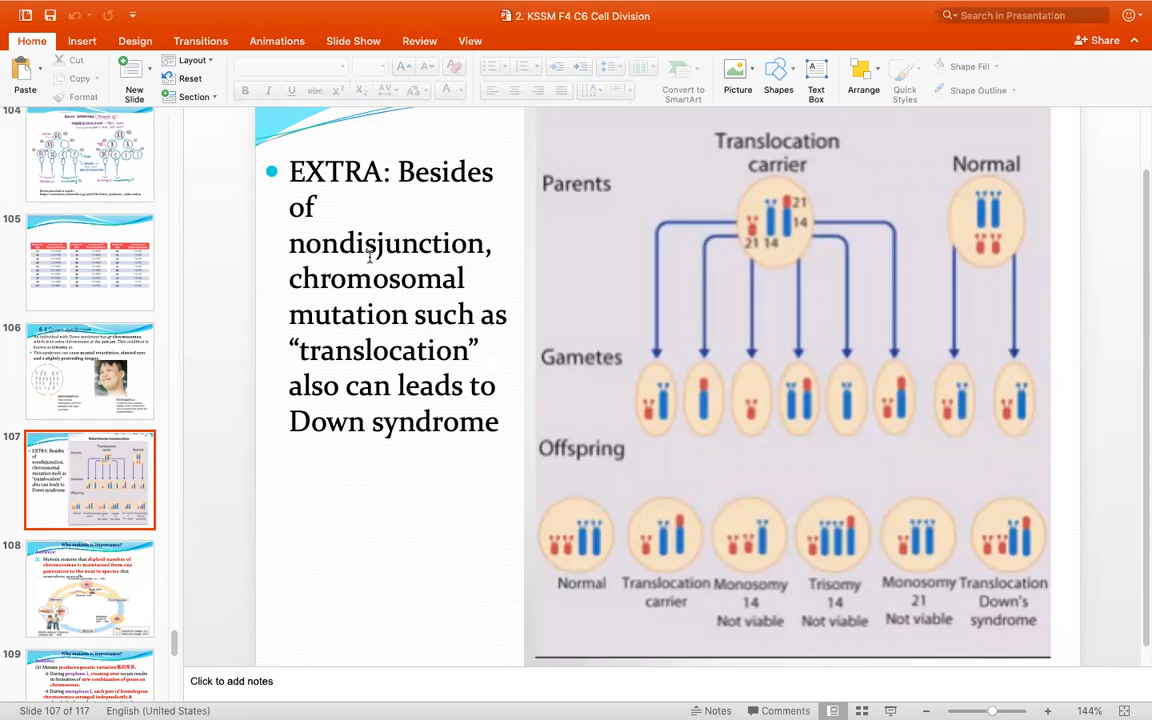 2. KSSM F4 C6 Cell Division
Search in Presentation
Home
Insert
Design
Transitions
Animations
Slide Show
Review
View
Share
Paste
Cut
Copy
Format
New
Slide
Layout
Reset
Section
Convert to
SmartArt
Picture
Shapes
Text
Box
Arrange
Quick
Styles
Shape Fill
Shape Outline
104
105
106
107
108
109
EXTRA: Besides
of
nondisjunction,
chromosomal
mutation such as
“translocation”
also can leads to
Down syndrome
Translocation
carrier
Normal
Parents
21
14
21 14
Gametes
Offspring
Normal
Translocation
carrier
Monosomy
14
Not viable
Trisomy
14
Not viable
Monosomy
21
Not viable
Translocation
Down's
syndrome
Click to add notes
Slide 107 of 117
English (United States)
Notes
Comments
144%